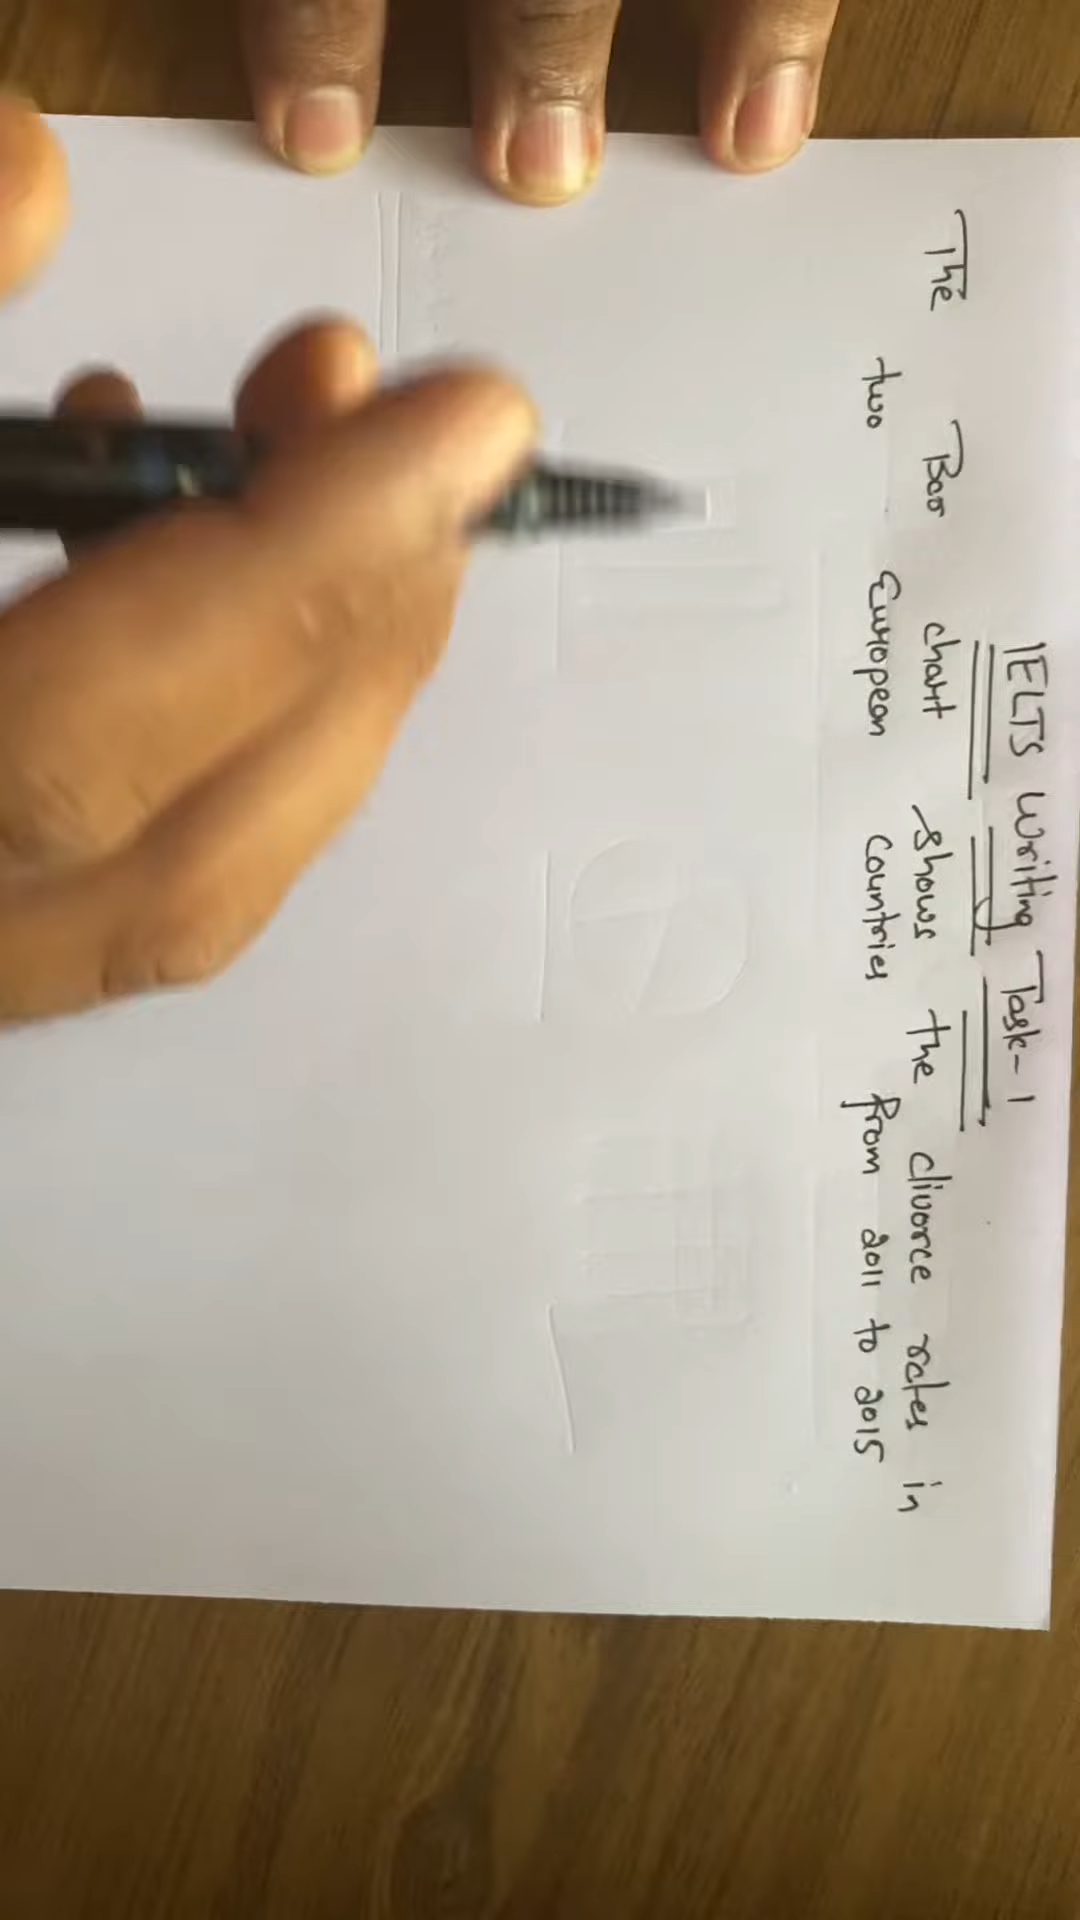 IELTS Writing Task-1
The Bar chart shows the divorce rates in
two European countries from 2011 to 2015